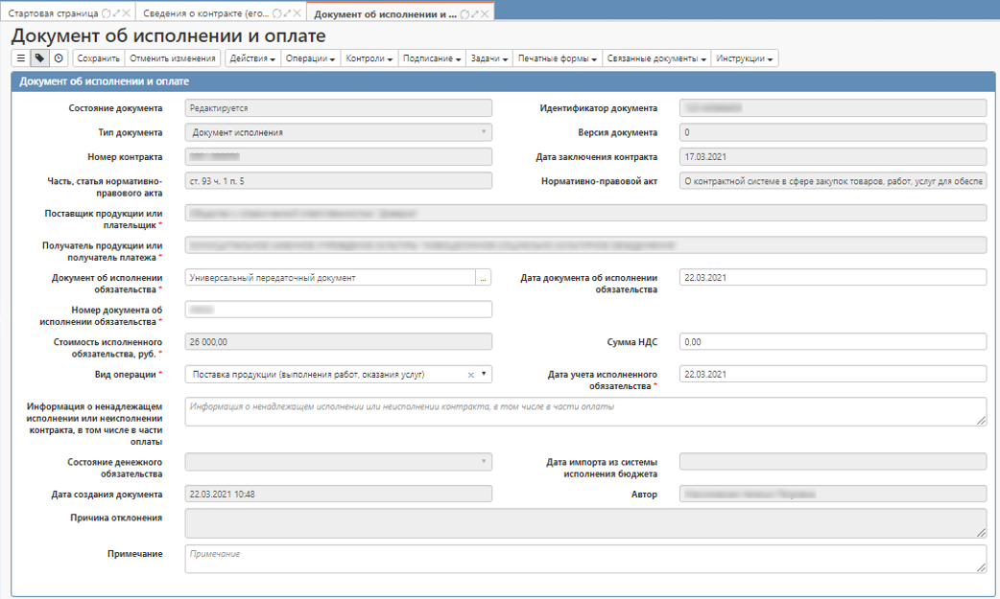 Стартовая страница
Сведения о контракте (его...
Документ об исполнении и ...
Документ об исполнении и оплате
Сохранить Отменить изменения Действия Операции Контроли Подписание Задачи Печатные формы Связанные документы Инструкции
Документ об исполнении и оплате
Состояние документа Редактируется Идентификатор документа
Тип документа Документ исполнения Версия документа 0
Номер контракта Дата заключения контракта 17.03.2021
Часть, статья нормативно-
правового акта ст. 93 ч. 1 п. 5 Нормативно-правовой акт О контрактной системе в сфере закупок товаров, работ, услуг для обеспе
Поставщик продукции или
плательщик *
Получатель продукции или
получатель платежа *
Документ об исполнении
обязательства * Универсальный передаточный документ ... Дата документа об исполнении
обязательства 22.03.2021
Номер документа об
исполнении обязательства *
Стоимость исполненного
обязательства, руб. * 26 000,00 Сумма НДС 0,00
Вид операции * Поставка продукции (выполнения работ, оказания услуг) × Дата учета исполненного
обязательства * 22.03.2021
Информация о ненадлежащем
исполнении или неисполнении
контракта, в том числе в части
оплаты
Информация о ненадлежащем исполнении или неисполнении контракта, в том числе в части оплаты
Состояние денежного
обязательства Дата импорта из системы
исполнения бюджета
Дата создания документа 22.03.2021 10:48 Автор
Причина отклонения
Примечание Примечание